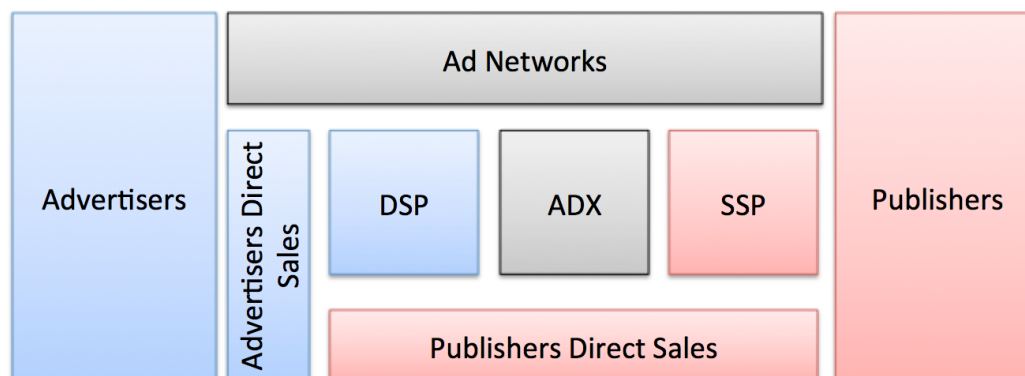 Ad Networks
Advertisers
Advertisers Direct
Sales
DSP
ADX
SSP
Publishers
Publishers Direct Sales